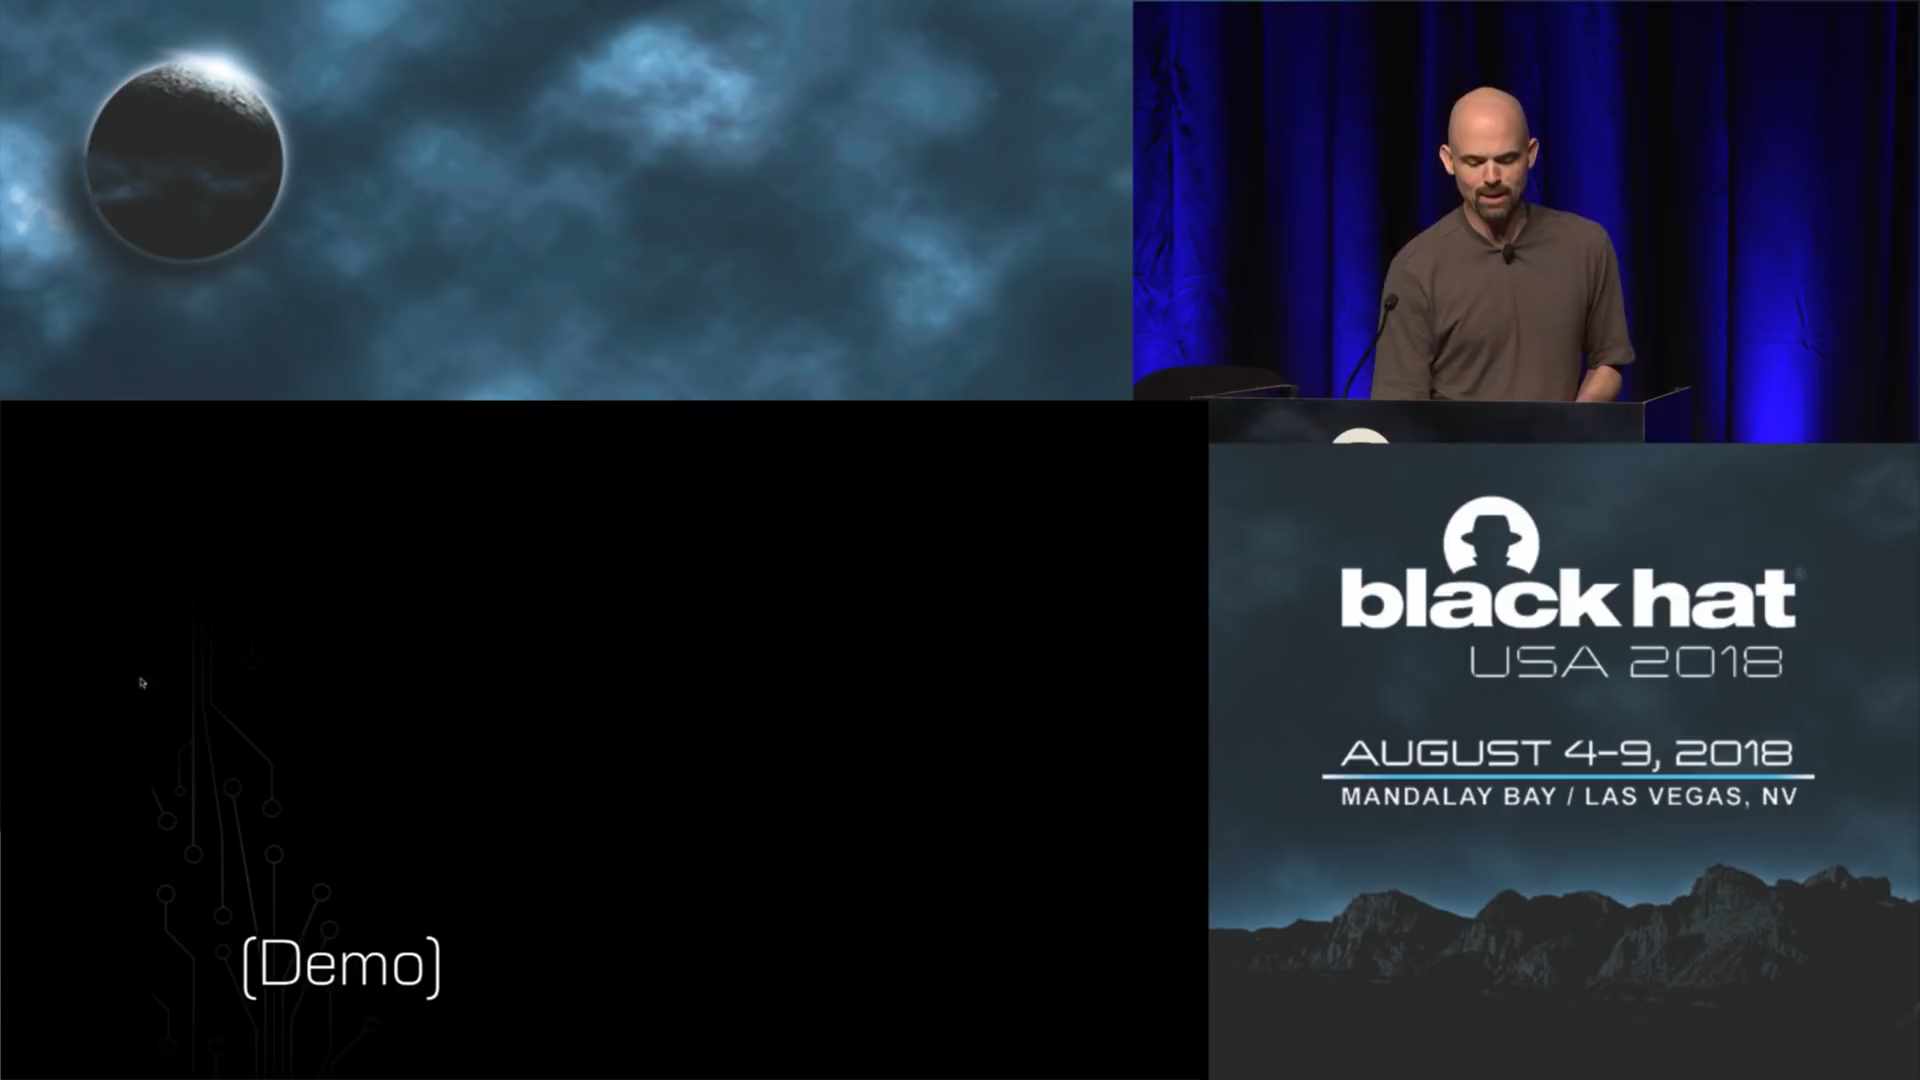 (Demo)
black hat
USA 2018
AUGUST 4-9, 2018
MANDALAY BAY / LAS VEGAS, NV